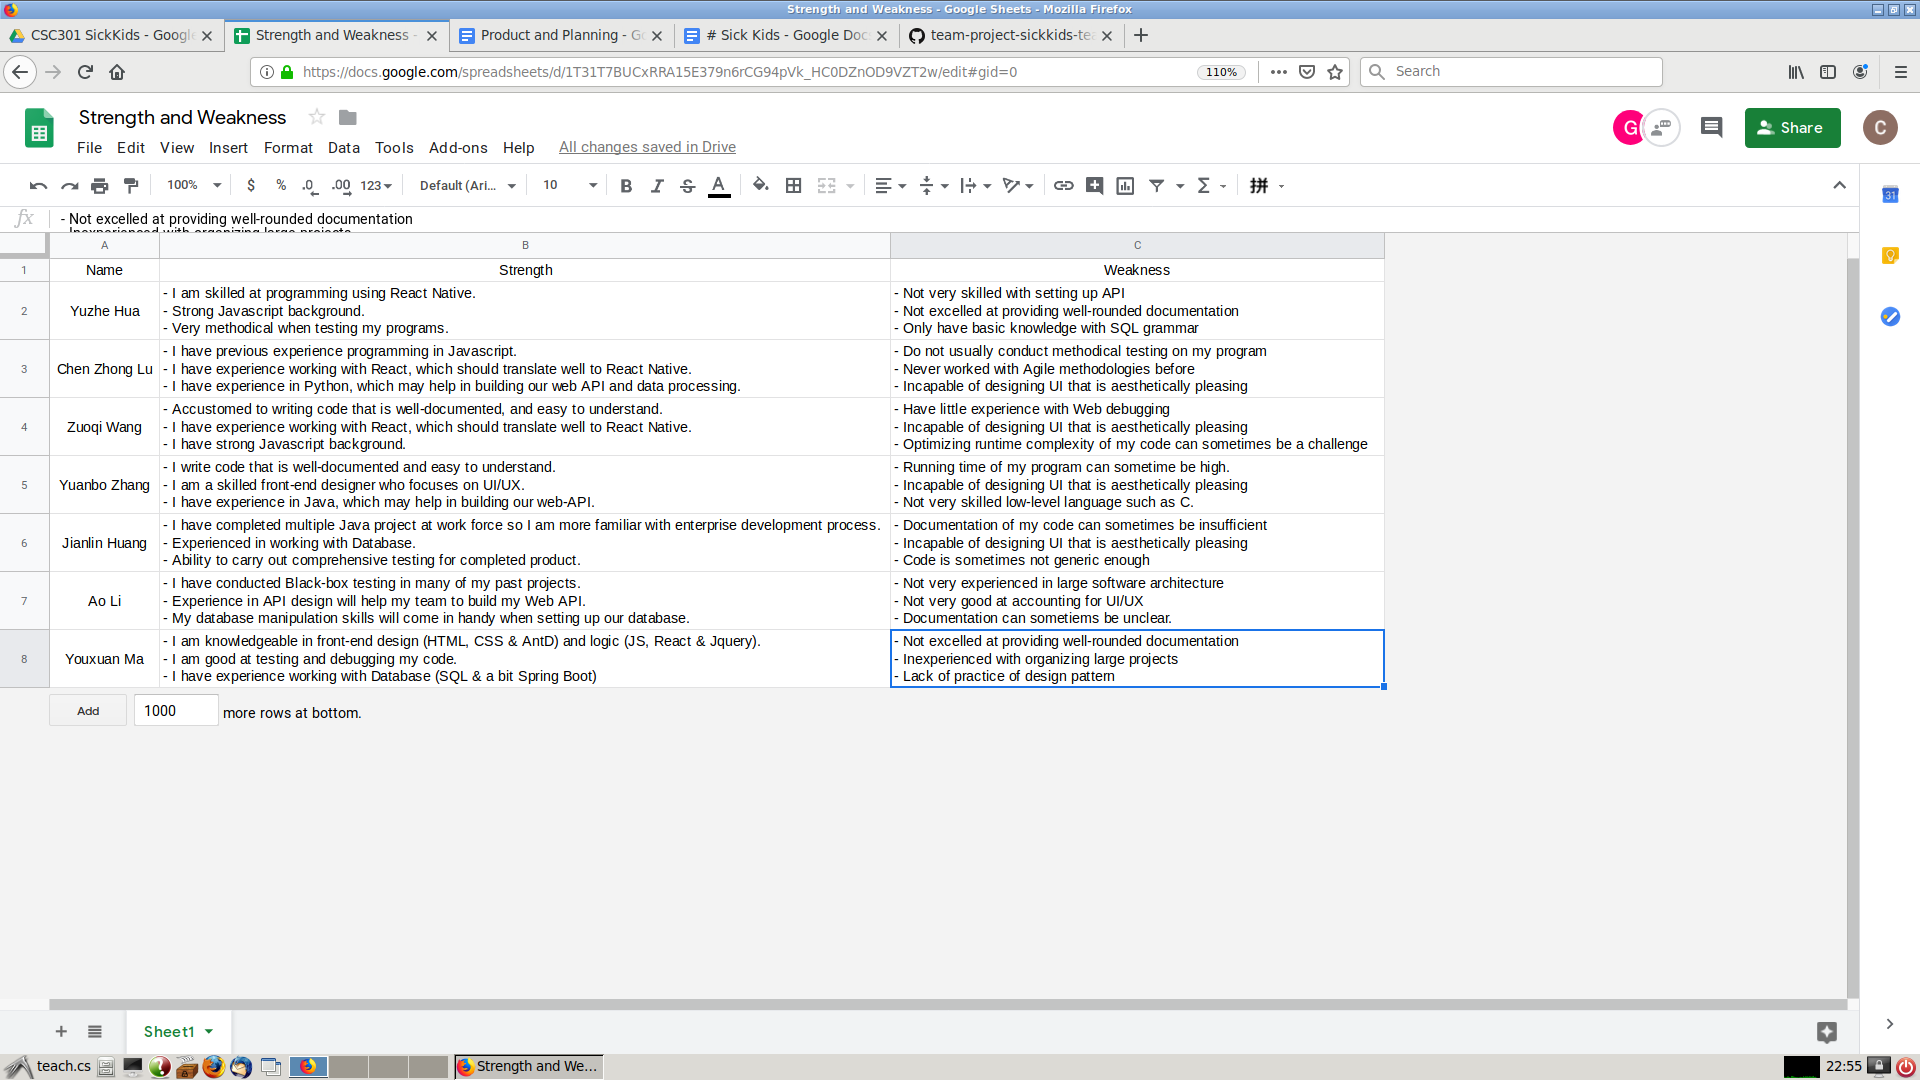 Strength and Weakness - Google Sheets - Mozilla Firefox
CSC301 SickKids - Google
Strength and Weakness -
Product and Planning - Go
# Sick Kids - Google Doc
team-project-sickkids-tea
https://docs.google.com/spreadsheets/d/1T31T7BUCxRRA15E379n6rCG94pVk_HC0DZnOD9VZT2w/edit#gid=0
110%
Search
Strength and Weakness
File Edit View Insert Format Data Tools Add-ons Help All changes saved in Drive
G
Share
C
100% $ % .0 .00 123 Default (Ari... 10 B I S A
31
fx - Not excelled at providing well-rounded documentation
- Inexperienced with organizing large projects
A B C
1 Name Strength Weakness
2 Yuzhe Hua
- I am skilled at programming using React Native.
- Strong Javascript background.
- Very methodical when testing my programs.
- Not very skilled with setting up API
- Not excelled at providing well-rounded documentation
- Only have basic knowledge with SQL grammar
3 Chen Zhong Lu
- I have previous experience programming in Javascript.
- I have experience working with React, which should translate well to React Native.
- I have experience in Python, which may help in building our web API and data processing.
- Do not usually conduct methodical testing on my program
- Never worked with Agile methodologies before
- Incapable of designing UI that is aesthetically pleasing
4 Zuoqi Wang
- Accustomed to writing code that is well-documented, and easy to understand.
- I have experience working with React, which should translate well to React Native.
- I have strong Javascript background.
- Have little experience with Web debugging
- Incapable of designing UI that is aesthetically pleasing
- Optimizing runtime complexity of my code can sometimes be a challenge
5 Yuanbo Zhang
- I write code that is well-documented and easy to understand.
- I am a skilled front-end designer who focuses on UI/UX.
- I have experience in Java, which may help in building our web-API.
- Running time of my program can sometime be high.
- Incapable of designing UI that is aesthetically pleasing
- Not very skilled low-level language such as C.
6 Jianlin Huang
- I have completed multiple Java project at work force so I am more familiar with enterprise development process.
- Experienced in working with Database.
- Ability to carry out comprehensive testing for completed product.
- Documentation of my code can sometimes be insufficient
- Incapable of designing UI that is aesthetically pleasing
- Code is sometimes not generic enough
7 Ao Li
- I have conducted Black-box testing in many of my past projects.
- Experience in API design will help my team to build my Web API.
- My database manipulation skills will come in handy when setting up our database.
- Not very experienced in large software architecture
- Not very good at accounting for UI/UX
- Documentation can sometiems be unclear.
8 Youxuan Ma
- I am knowledgeable in front-end design (HTML, CSS & AntD) and logic (JS, React & Jquery).
- I am good at testing and debugging my code.
- I have experience working with Database (SQL & a bit Spring Boot)
- Not excelled at providing well-rounded documentation
- Inexperienced with organizing large projects
- Lack of practice of design pattern
Add 1000 more rows at bottom.
Sheet1
teach.cs
Strength and We...
22:55